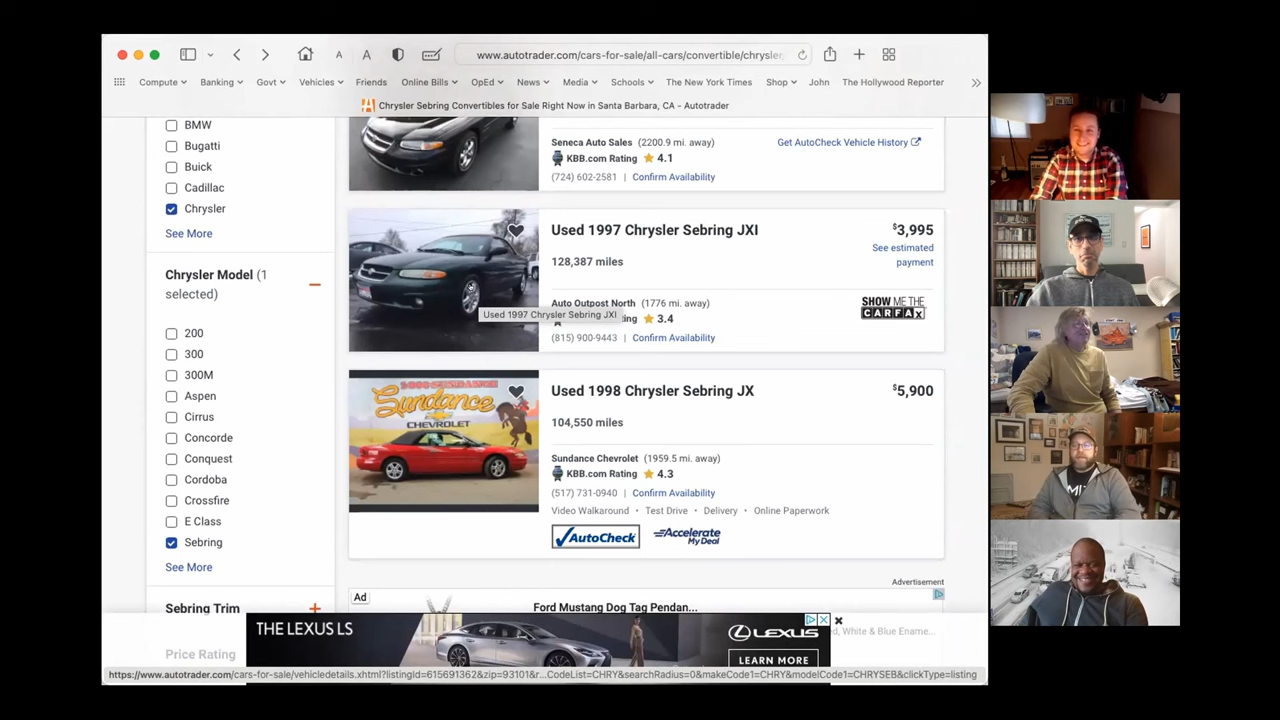 www.autotrader.com/cars-for-sale/all-cars/convertible/chrysler
A A
Compute Banking Govt Vehicles Friends Online Bills OpEd News Media Schools The New York Times Shop John The Hollywood Reporter
Chrysler Sebring Convertibles for Sale Right Now in Santa Barbara, CA - Autotrader
BMW
Bugatti
Buick
Cadillac
Chrysler
See More
Chrysler Model (1
selected)
200
300
300M
Aspen
Cirrus
Concorde
Conquest
Cordoba
Crossfire
E Class
Sebring
See More
Sebring Trim
Price Rating
Seneca Auto Sales (2200.9 mi. away)
Get AutoCheck Vehicle History
KBB.com Rating 4.1
(724) 602-2581 | Confirm Availability
Used 1997 Chrysler Sebring JXI
$3,995
See estimated
payment
128,387 miles
Auto Outpost North (1776 mi. away)
SHOW ME THE
CARFAX
Used 1997 Chrysler Sebring JXI
3.4
(815) 900-9443 | Confirm Availability
Sundance
CHEVROLET
Used 1998 Chrysler Sebring JX
$5,900
104,550 miles
Sundance Chevrolet (1959.5 mi. away)
KBB.com Rating 4.3
(517) 731-0940 | Confirm Availability
Video Walkaround • Test Drive • Delivery • Online Paperwork
AutoCheck
Accelerate
My Deal
Advertisement
Ad
Ford Mustang Dog Tag Pendan...
White & Blue Ename...
THE LEXUS LS
LEXUS
LEARN MORE
https://www.autotrader.com/cars-for-sale/vehicledetails.xhtml?listingId=615691362&zip=93101&r...CodeList=CHRY&searchRadius=0&makeCode1=CHRY&modelCode1=CHRYSEB&clickType=listing